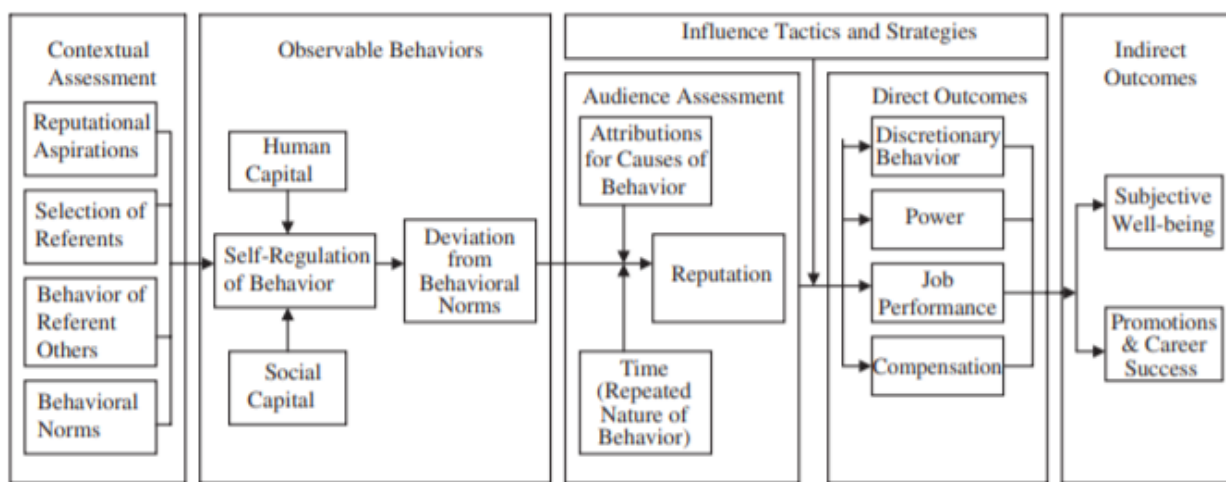 Contextual
Assessment
Reputational
Aspirations
Selection of
Referents
Behavior of
Referent
Others
Behavioral
Norms
Observable Behaviors
Human
Capital
Self-Regulation
of Behavior
Social
Capital
Deviation
from
Behavioral
Norms
Influence Tactics and Strategies
Audience Assessment
Attributions
for Causes of
Behavior
Reputation
Time
(Repeated
Nature of
Behavior)
Direct Outcomes
Discretionary
Behavior
Power
Job
Performance
Compensation
Indirect
Outcomes
Subjective
Well-being
Promotions
& Career
Success